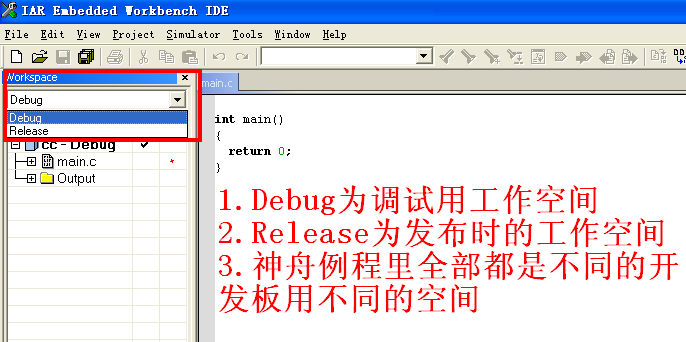 IAR Embedded Workbench IDE
File Edit View Project Simulator Tools Window Help
Workspace
main.c
Debug
Debug
Release
cc - Debug
main.c
Output
int main()
{
return 0;
}
1.Debug为调试用工作空间
2.Release为发布时的工作空间
3.神舟例程里全部都是不同的开
发板用不同的空间